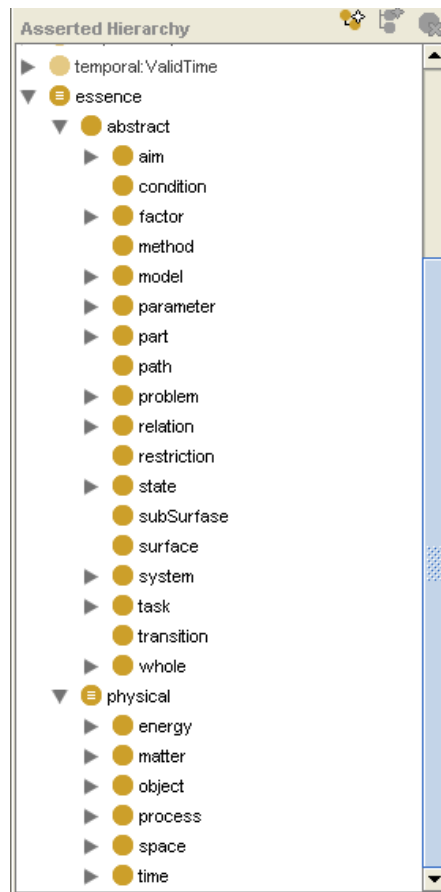 Asserted Hierarchy
temporal:ValidTime
essence
abstract
aim
condition
factor
method
model
parameter
part
path
problem
relation
restriction
state
subSurfase
surface
system
task
transition
whole
physical
energy
matter
object
process
space
time